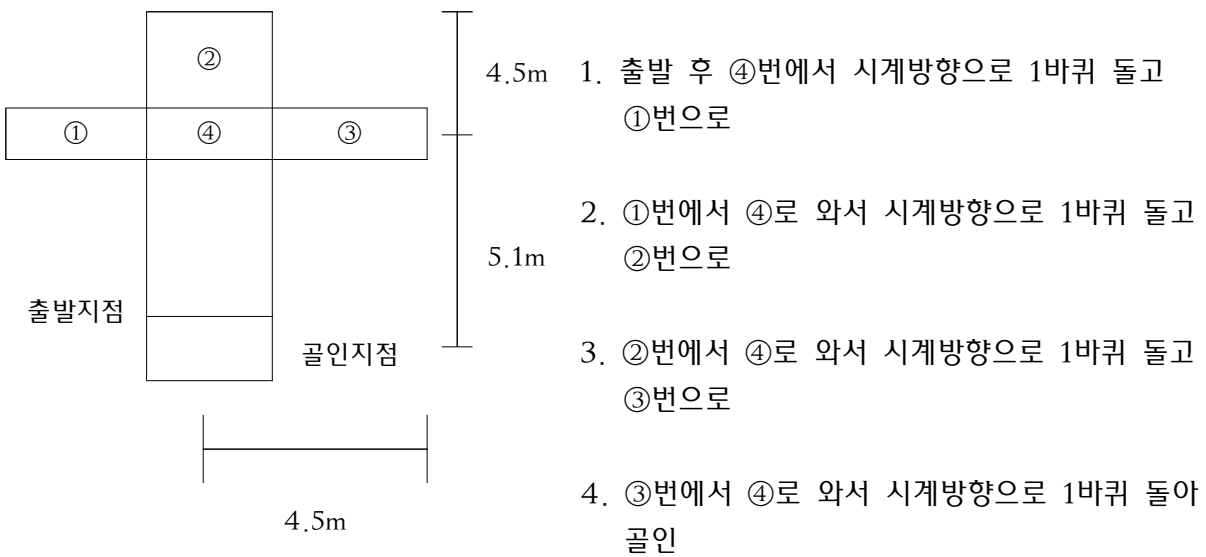 ②
①
④
③
출발지점
골인지점
4.5m
5.1m
4.5m
1. 출발 후 ④번에서 시계방향으로 1바퀴 돌고
①번으로
2. ①번에서 ④로 와서 시계방향으로 1바퀴 돌고
②번으로
3. ②번에서 ④로 와서 시계방향으로 1바퀴 돌고
③번으로
4. ③번에서 ④로 와서 시계방향으로 1바퀴 돌아
골인